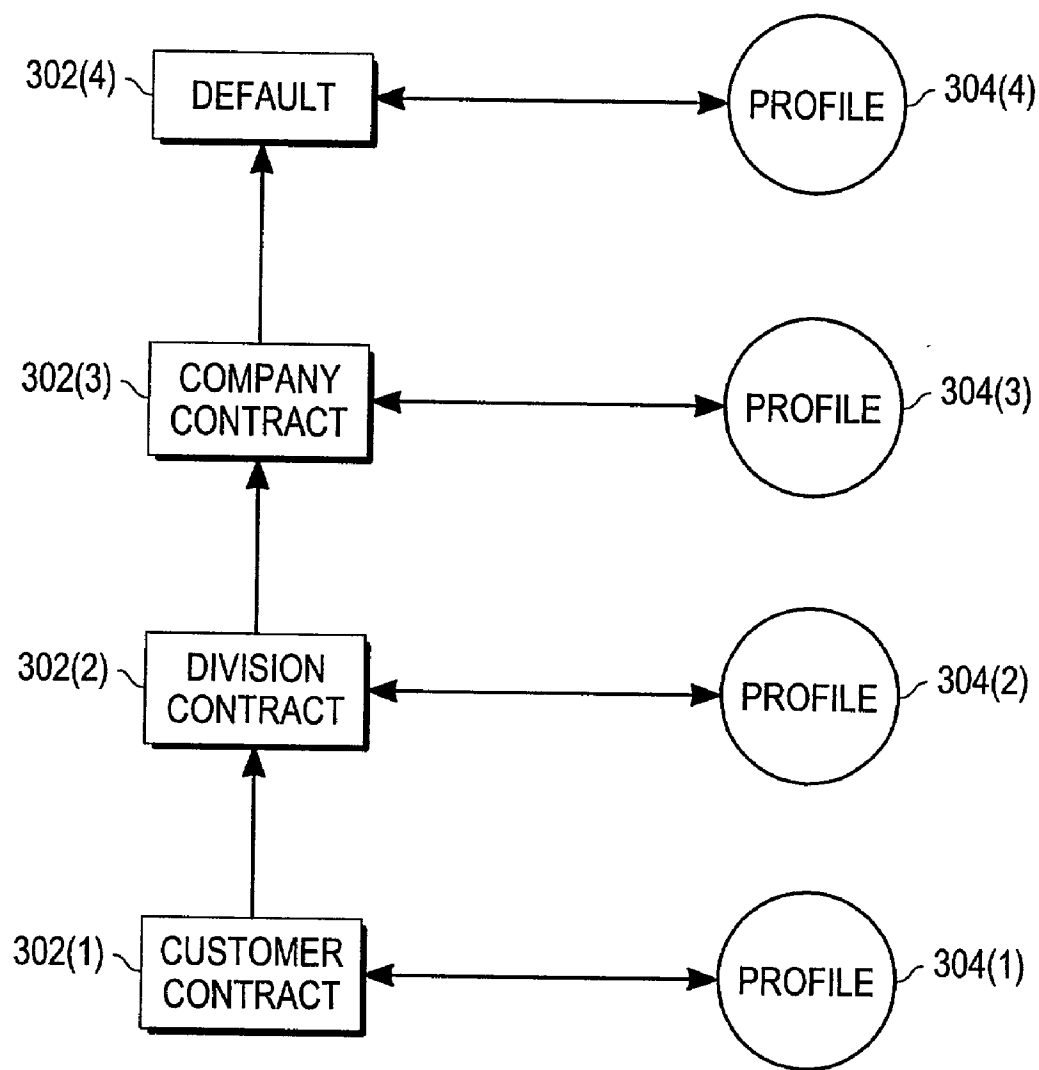 302(4)
DEFAULT
PROFILE
304(4)
302(3)
COMPANY
CONTRACT
PROFILE
304(3)
302(2)
DIVISION
CONTRACT
PROFILE
304(2)
302(1)
CUSTOMER
CONTRACT
PROFILE
304(1)